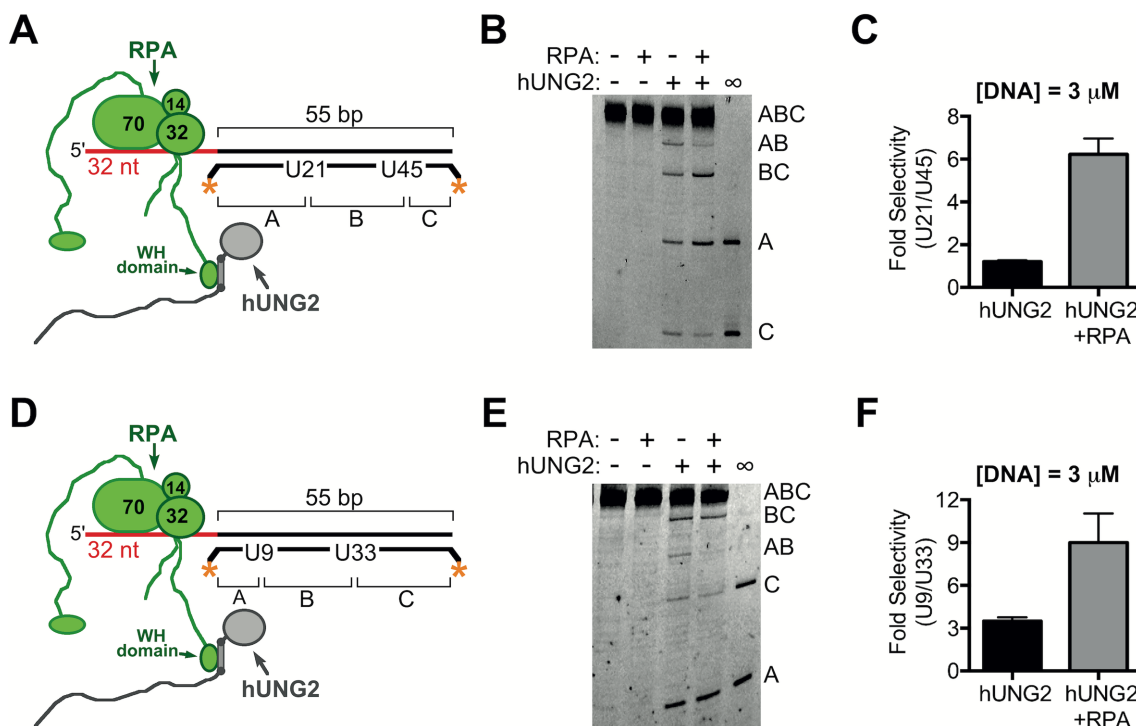 A
RPA
70
14
32
5'
32 nt
55 bp
U21 U45
* *
A B C
WH
domain
hUNG2
B
RPA: - + - +
hUNG2: - - + + ∞
ABC
AB
BC
A
C
C
[DNA] = 3 μM
Fold Selectivity
(U21/U45)
8
6
4
2
0
hUNG2
hUNG2
+RPA
D
RPA
70
14
32
5'
32 nt
55 bp
U9 U33
* *
A B C
WH
domain
hUNG2
E
RPA: - + - +
hUNG2: - - + + ∞
ABC
BC
AB
C
A
F
[DNA] = 3 μM
Fold Selectivity
(U9/U33)
12
9
6
3
0
hUNG2
hUNG2
+RPA